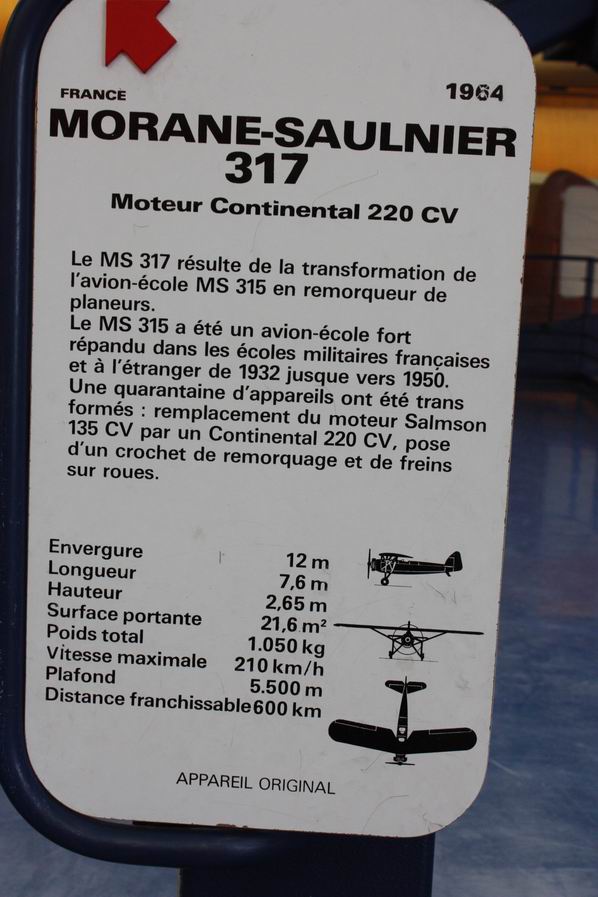 FRANCE 1964
MORANE-SAULNIER
317
Moteur Continental 220 CV
Le MS 317 résulte de la transformation de
l'avion-école MS 315 en remorqueur de
planeurs.
Le MS 315 a été un avion-école fort
répandu dans les écoles militaires françaises
et à l'étranger de 1932 jusque vers 1950.
Une quarantaine d'appareils ont été trans
formés : remplacement du moteur Salmson
135 CV par un Continental 220 CV, pose
d'un crochet de remorquage et de freins
sur roues.
Envergure 12 m
Longueur 7,6 m
Hauteur 2,65 m
Surface portante 21,6 m²
Poids total 1.050 kg
Vitesse maximale 210 km/h
Plafond 5.500 m
Distance franchissable 600 km
APPAREIL ORIGINAL